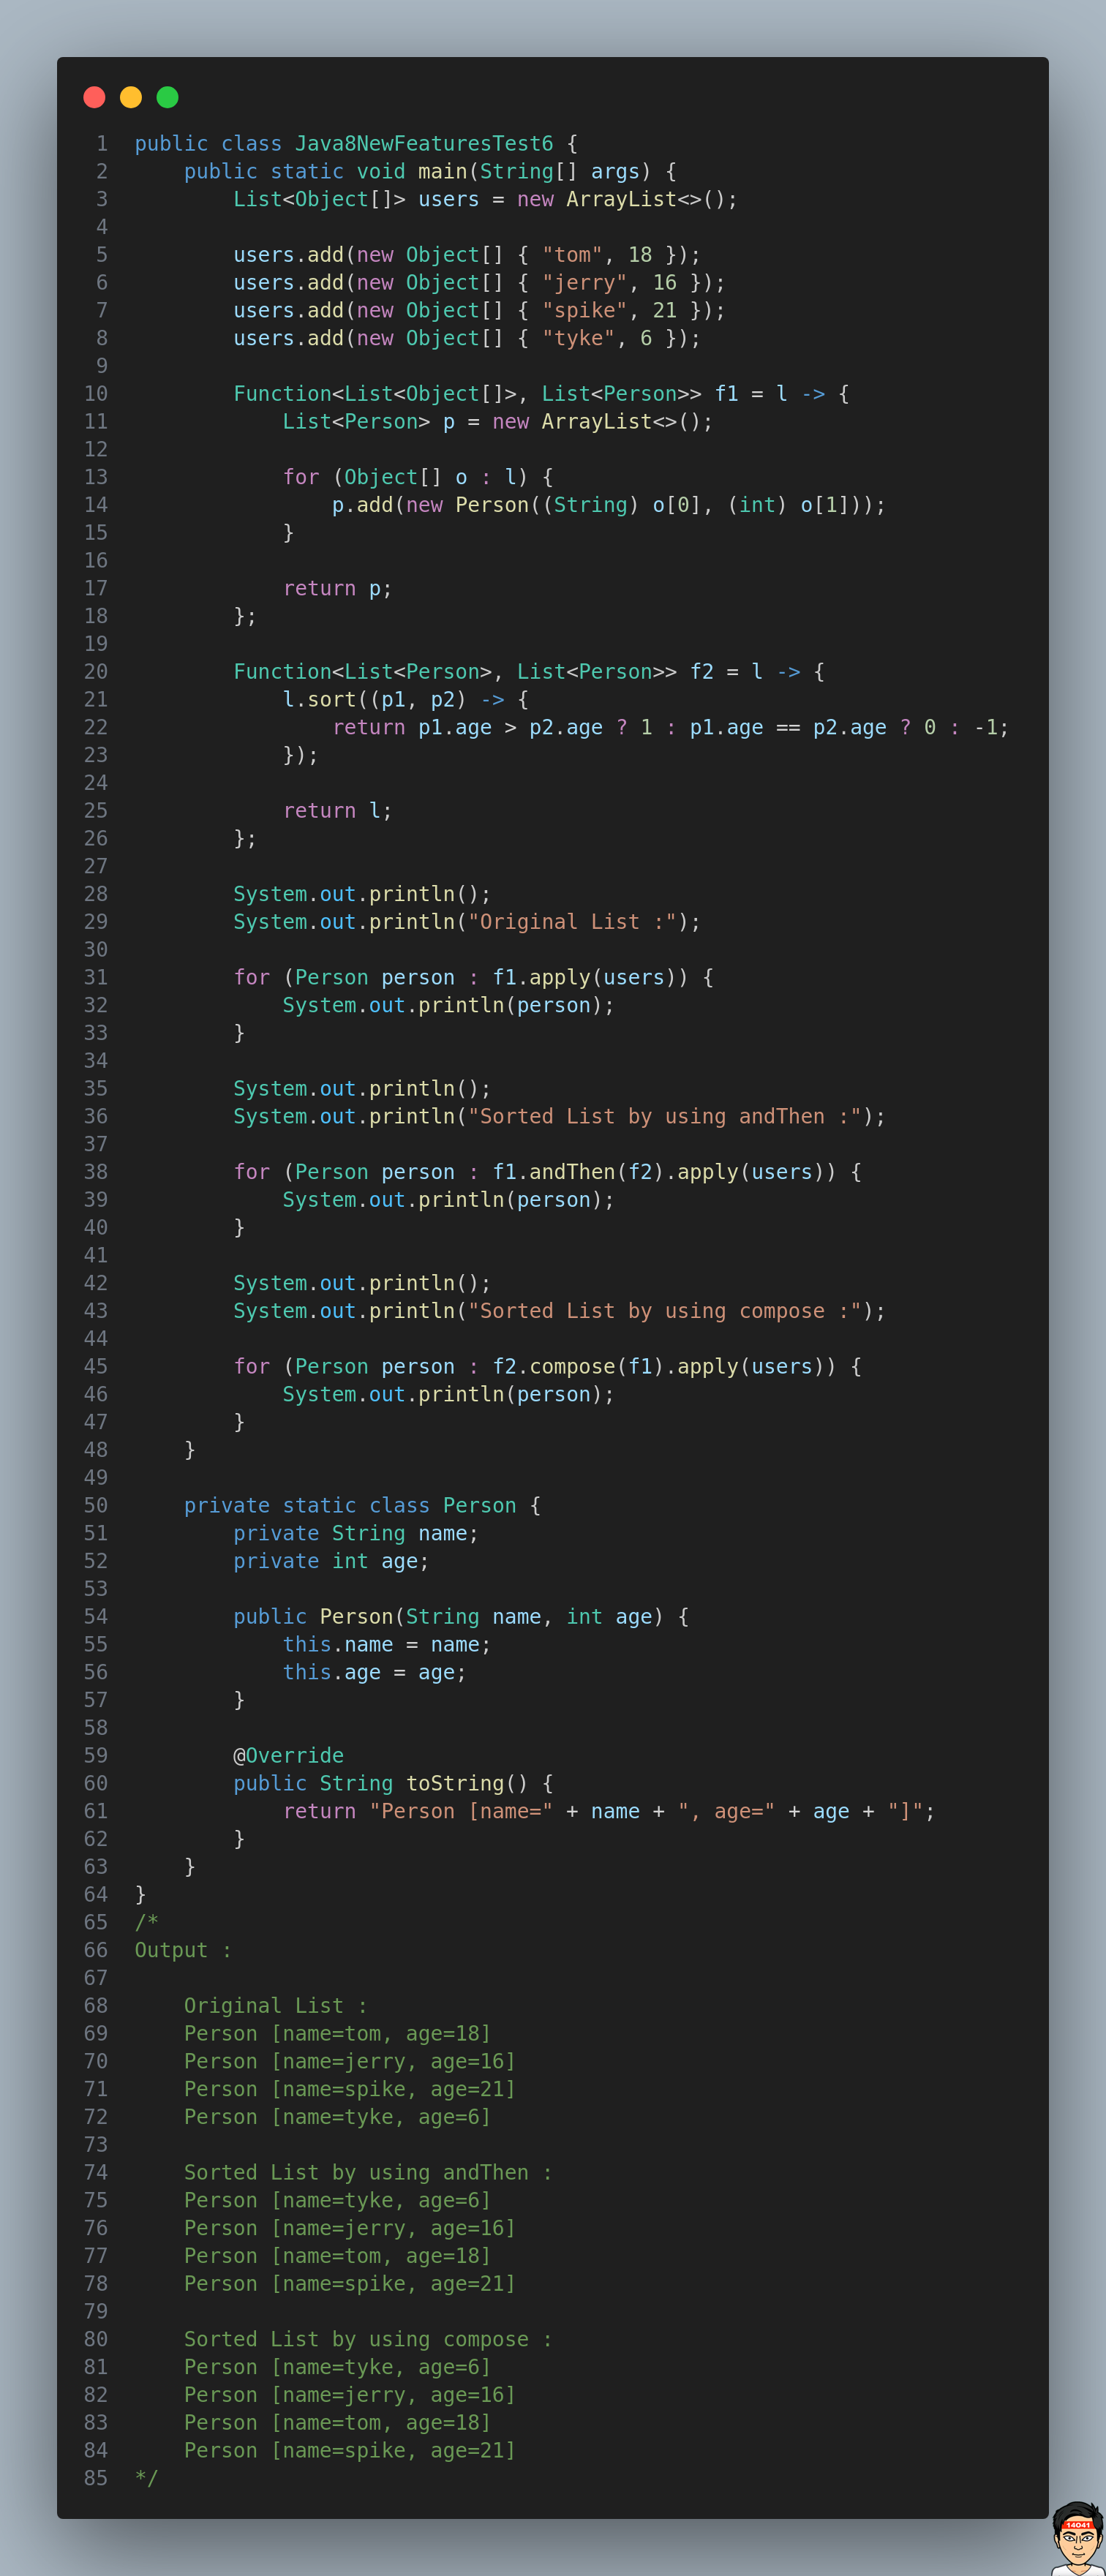 1 public class Java8NewFeaturesTest6 {
2     public static void main(String[] args) {
3         List<Object[]> users = new ArrayList<>();
4
5         users.add(new Object[] { "tom", 18 });
6         users.add(new Object[] { "jerry", 16 });
7         users.add(new Object[] { "spike", 21 });
8         users.add(new Object[] { "tyke", 6 });
9
10         Function<List<Object[]>, List<Person>> f1 = l -> {
11             List<Person> p = new ArrayList<>();
12
13             for (Object[] o : l) {
14                 p.add(new Person((String) o[0], (int) o[1]));
15             }
16
17             return p;
18         };
19
20         Function<List<Person>, List<Person>> f2 = l -> {
21             l.sort((p1, p2) -> {
22                 return p1.age > p2.age ? 1 : p1.age == p2.age ? 0 : -1;
23             });
24
25             return l;
26         };
27
28         System.out.println();
29         System.out.println("Original List :");
30
31         for (Person person : f1.apply(users)) {
32             System.out.println(person);
33         }
34
35         System.out.println();
36         System.out.println("Sorted List by using andThen :");
37
38         for (Person person : f1.andThen(f2).apply(users)) {
39             System.out.println(person);
40         }
41
42         System.out.println();
43         System.out.println("Sorted List by using compose :");
44
45         for (Person person : f2.compose(f1).apply(users)) {
46             System.out.println(person);
47         }
48     }
49
50     private static class Person {
51         private String name;
52         private int age;
53
54         public Person(String name, int age) {
55             this.name = name;
56             this.age = age;
57         }
58
59         @Override
60         public String toString() {
61             return "Person [name=" + name + ", age=" + age + "]";
62         }
63     }
64 }
65 /*
66 Output :
67
68     Original List :
69     Person [name=tom, age=18]
70     Person [name=jerry, age=16]
71     Person [name=spike, age=21]
72     Person [name=tyke, age=6]
73
74     Sorted List by using andThen :
75     Person [name=tyke, age=6]
76     Person [name=jerry, age=16]
77     Person [name=tom, age=18]
78     Person [name=spike, age=21]
79
80     Sorted List by using compose :
81     Person [name=tyke, age=6]
82     Person [name=jerry, age=16]
83     Person [name=tom, age=18]
84     Person [name=spike, age=21]
85 */
14041